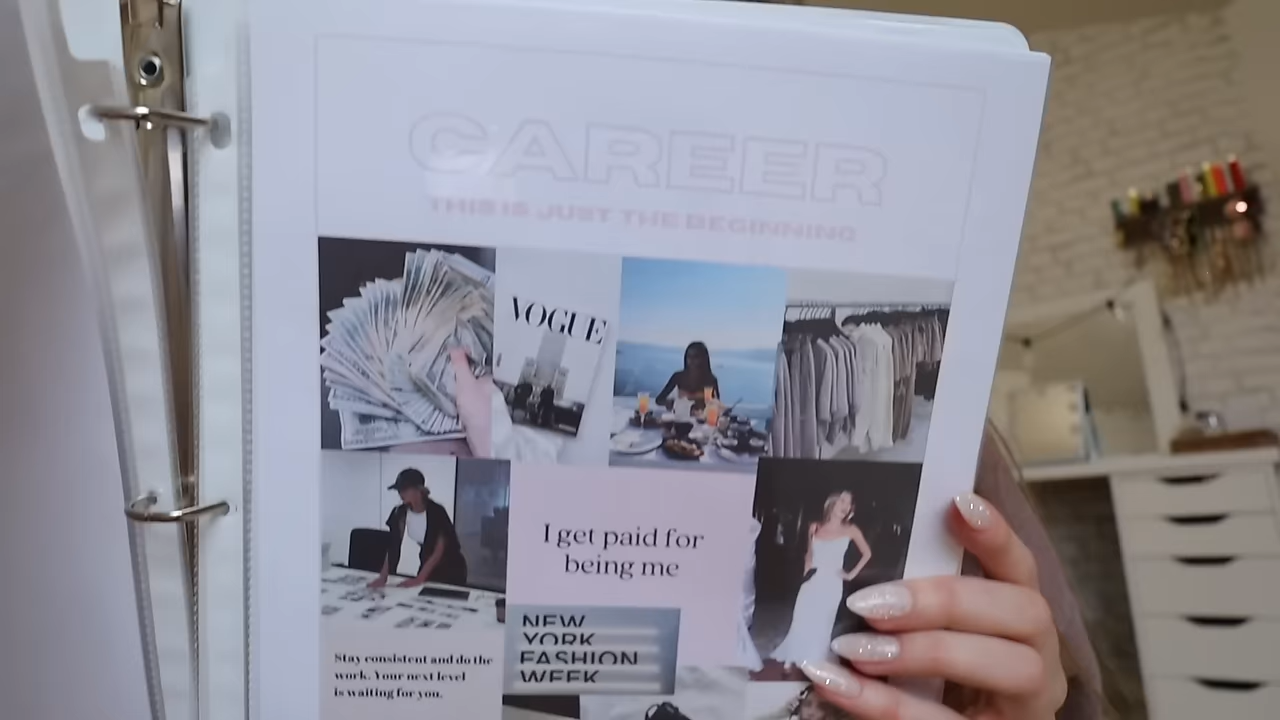 CAREER
THIS IS JUST THE BEGINNING
VOGUE
I get paid for
being me
NEW
YORK
FASHION
WEEK
Stay consistent and do the
work. Your next level
is waiting for you.